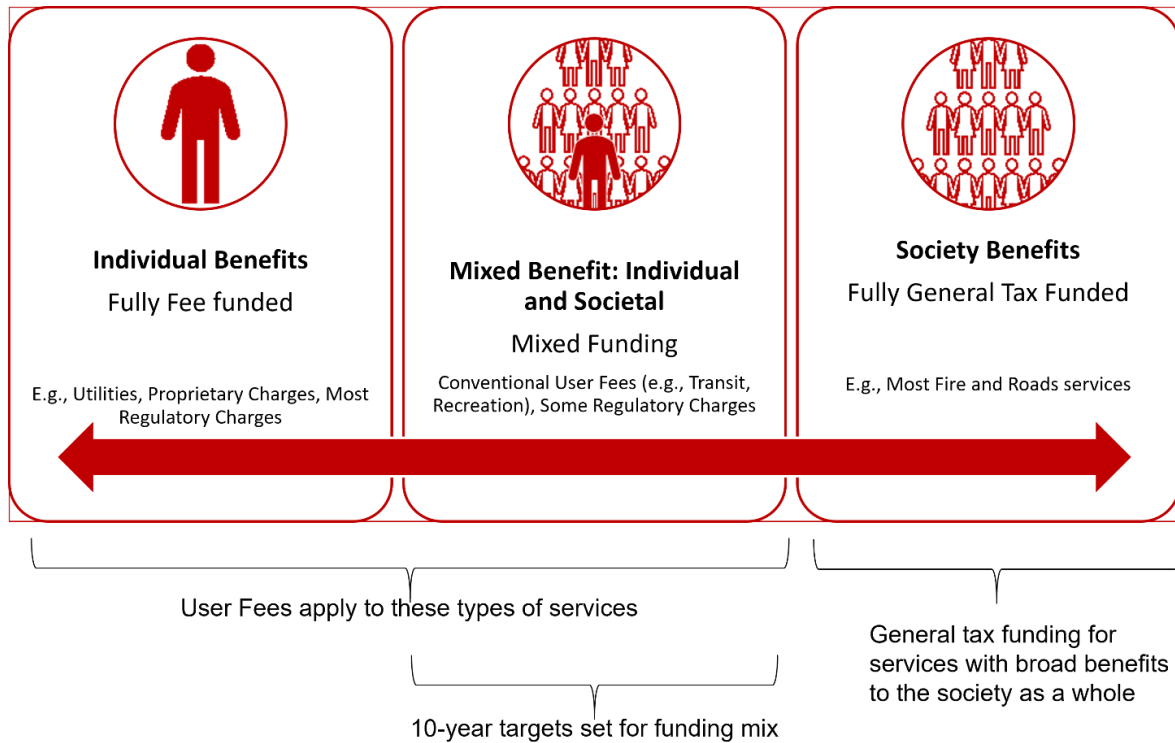 Individual Benefits
Fully Fee funded
E.g., Utilities, Proprietary Charges, Most
Regulatory Charges
Mixed Benefit: Individual
and Societal
Mixed Funding
Conventional User Fees (e.g., Transit,
Recreation), Some Regulatory Charges
Society Benefits
Fully General Tax Funded
E.g., Most Fire and Roads services
User Fees apply to these types of services
10-year targets set for funding mix
General tax funding for
services with broad benefits
to the society as a whole